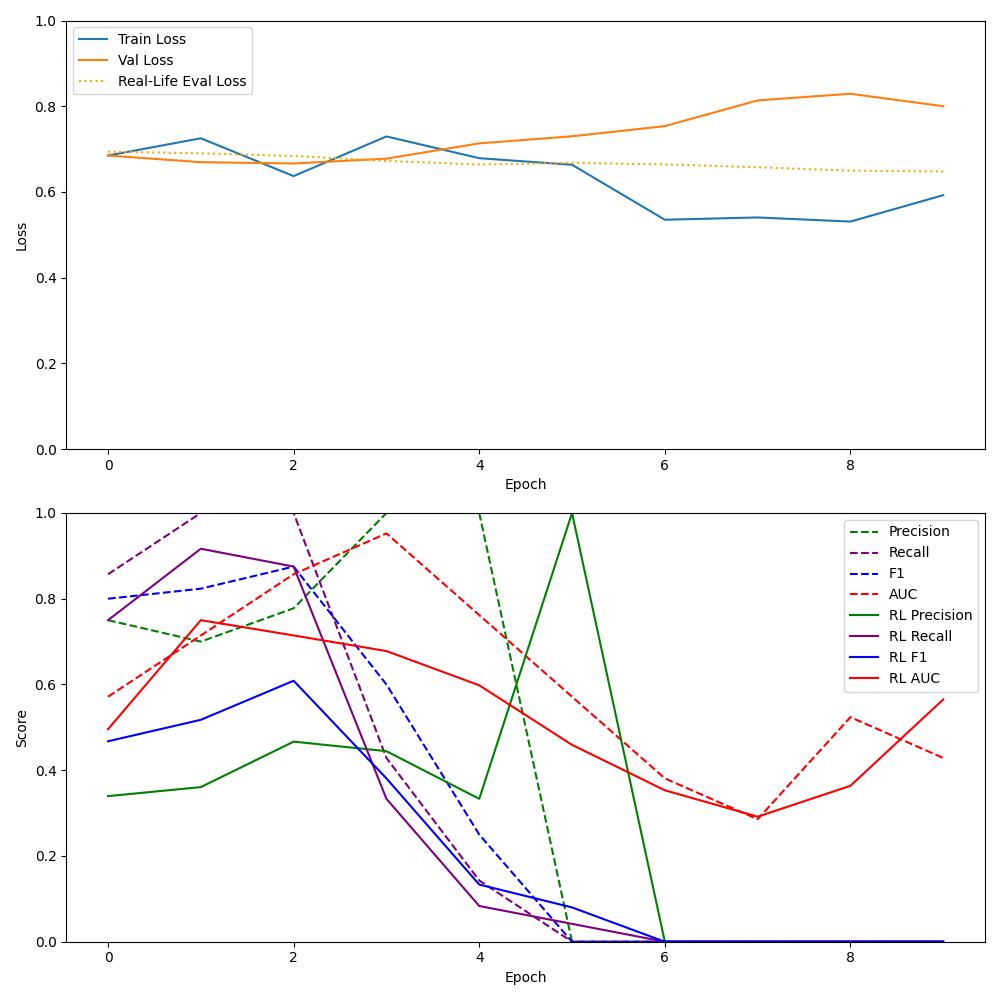 1.0
Train Loss
Val Loss
Real-Life Eval Loss
0.8
0.6
Loss
0.4
0.2
0.0
0 2 4 6 8
Epoch
1.0
Precision
Recall
F1
AUC
RL Precision
RL Recall
RL F1
RL AUC
0.8
0.6
Score
0.4
0.2
0.0
0 2 4 6 8
Epoch